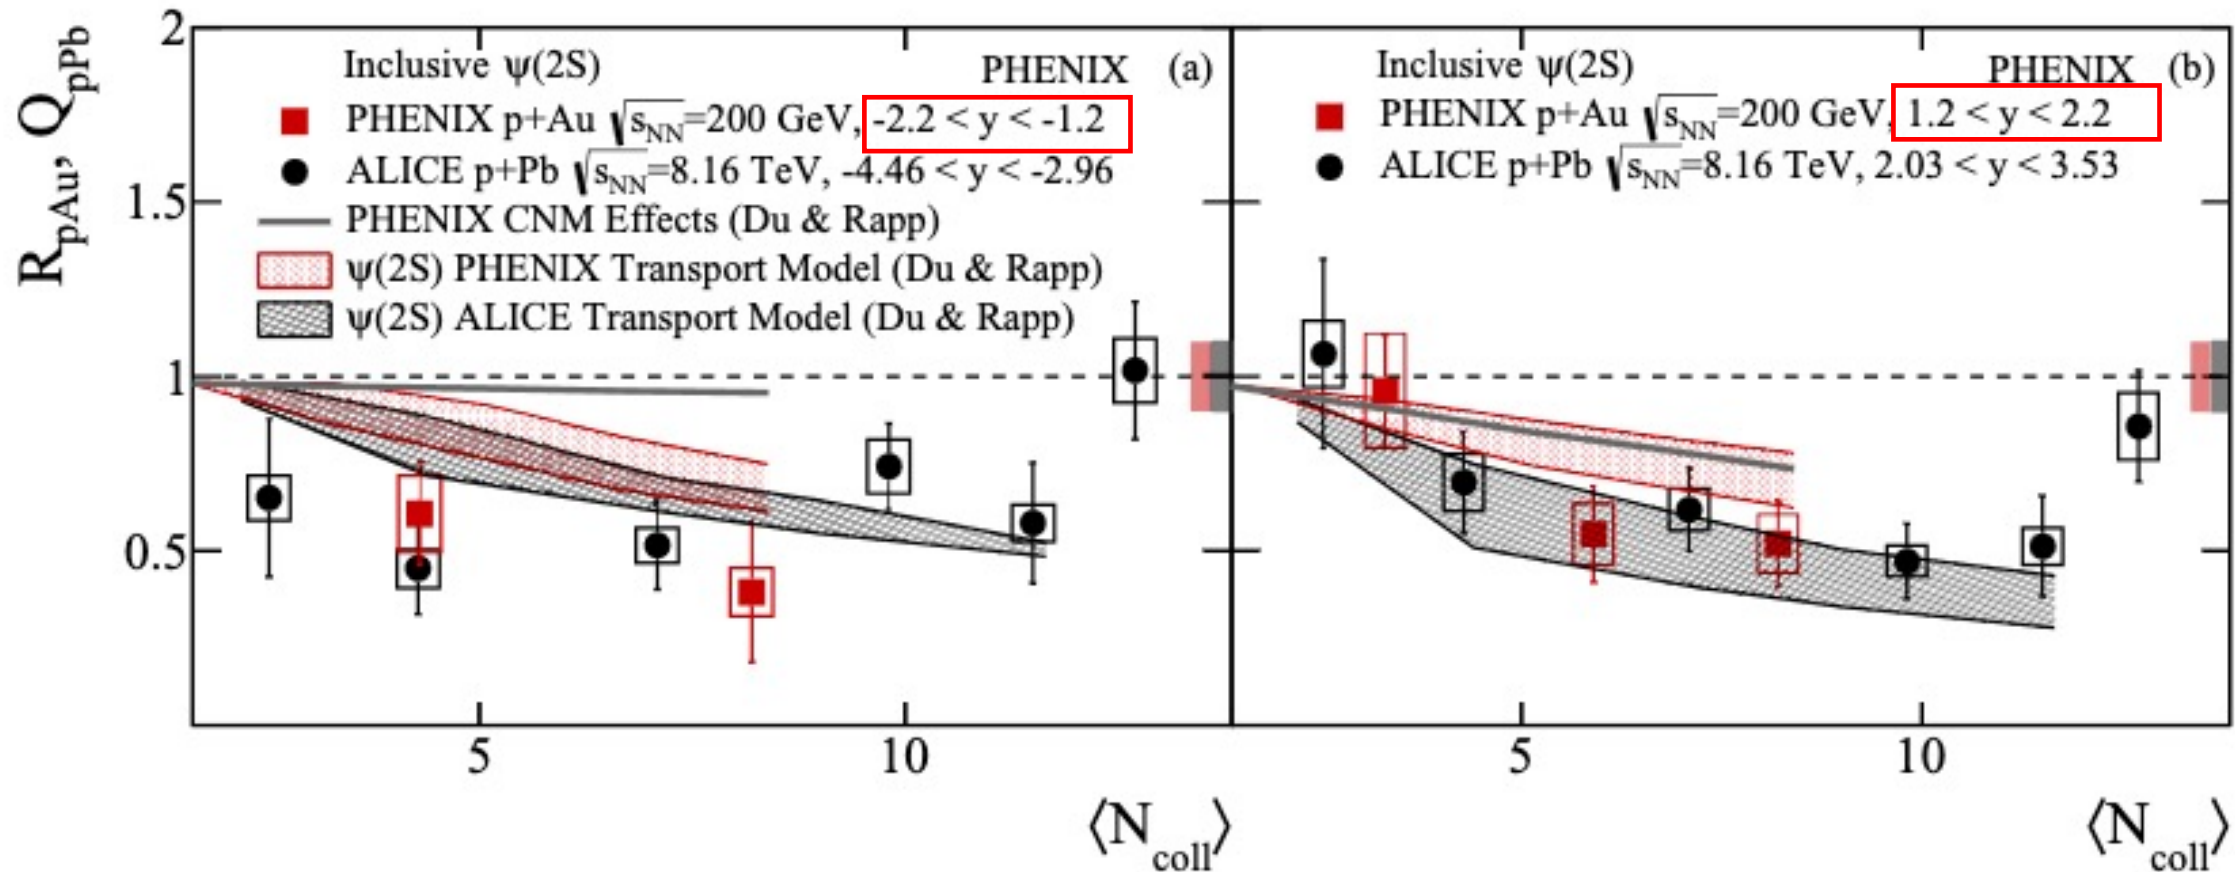 R_pAu, Q_pPb
2
1.5
1
0.5
Inclusive ψ(2S)
PHENIX (a)
PHENIX p+Au √s_NN=200 GeV, -2.2 < y < -1.2
ALICE p+Pb √s_NN=8.16 TeV, -4.46 < y < -2.96
PHENIX CNM Effects (Du & Rapp)
ψ(2S) PHENIX Transport Model (Du & Rapp)
ψ(2S) ALICE Transport Model (Du & Rapp)
5 10
⟨N_coll⟩
Inclusive ψ(2S)
PHENIX (b)
PHENIX p+Au √s_NN=200 GeV, 1.2 < y < 2.2
ALICE p+Pb √s_NN=8.16 TeV, 2.03 < y < 3.53
5 10
⟨N_coll⟩